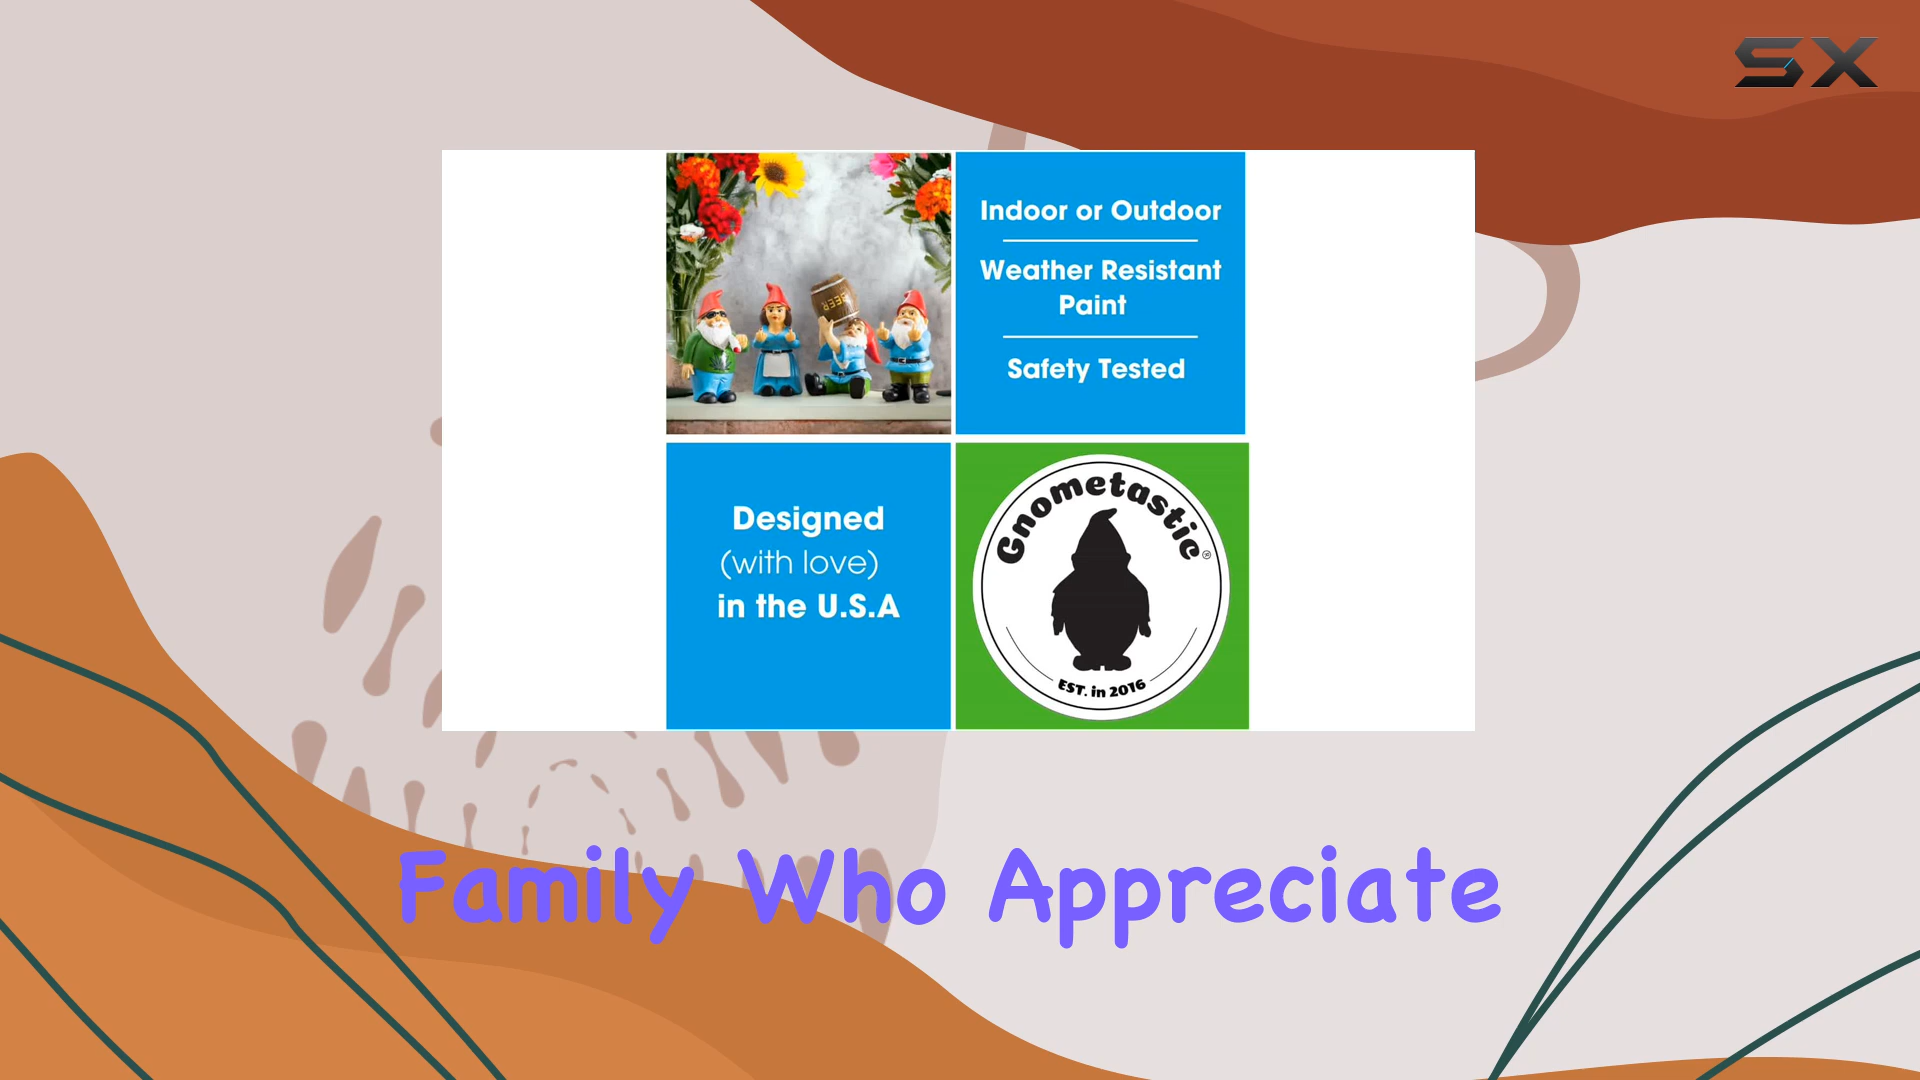 SX
Indoor or Outdoor
Weather Resistant
Paint
Safety Tested
BEER
Designed
(with love)
in the U.S.A
Gnometastic®
EST. in 2016
Family Who Appreciate